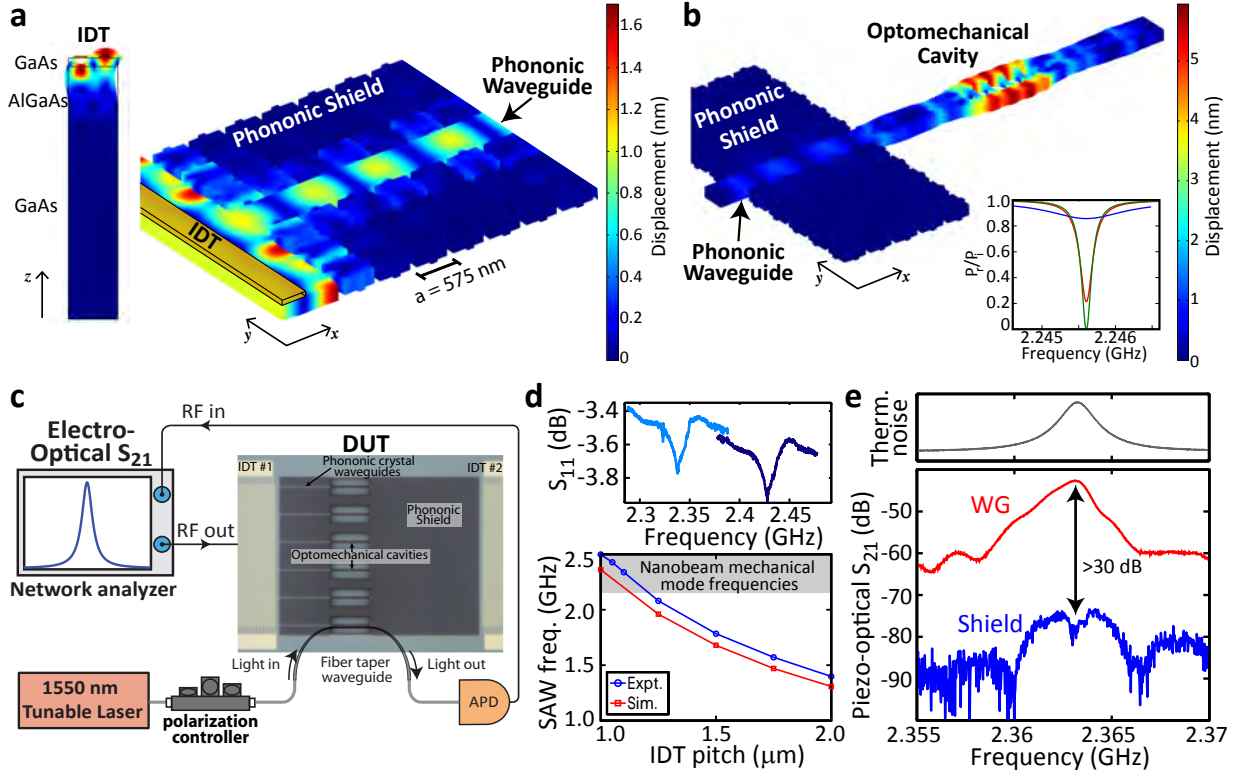 a
IDT
GaAs
AlGaAs
GaAs
z
Phononic Shield
Phononic
Waveguide
IDT
a = 575 nm
y
x
1.6
1.4
1.2
1.0
0.8
0.6
0.4
0.2
0
Displacement (nm)
b
Optomechanical
Cavity
Phononic
Shield
Phononic
Waveguide
y
x
1.0
0.8
0.6
0.4
0.2
0
Pr/Pi
2.245
2.246
Frequency (GHz)
5
4
3
2
1
0
Displacement (nm)
c
RF in
Electro-
Optical S21
DUT
IDT #1
IDT #2
Phononic crystal
waveguides
Phononic
Shield
RF out
Optomechanical cavities
Network analyzer
Light in
Fiber taper
waveguide
Light out
1550 nm
Tunable Laser
polarization
controller
APD
d
-3.4
-3.6
-3.8
S11 (dB)
2.3
2.35
2.4
2.45
Frequency (GHz)
2.5
2.0
1.5
1.0
SAW freq. (GHz)
Nanobeam mechanical
mode frequencies
Expt.
Sim.
1.0
1.5
2.0
IDT pitch (μm)
e
Therm.
noise
-50
-60
-70
-80
-90
Piezo-optical S21 (dB)
WG
>30 dB
Shield
2.355
2.36
2.365
2.37
Frequency (GHz)